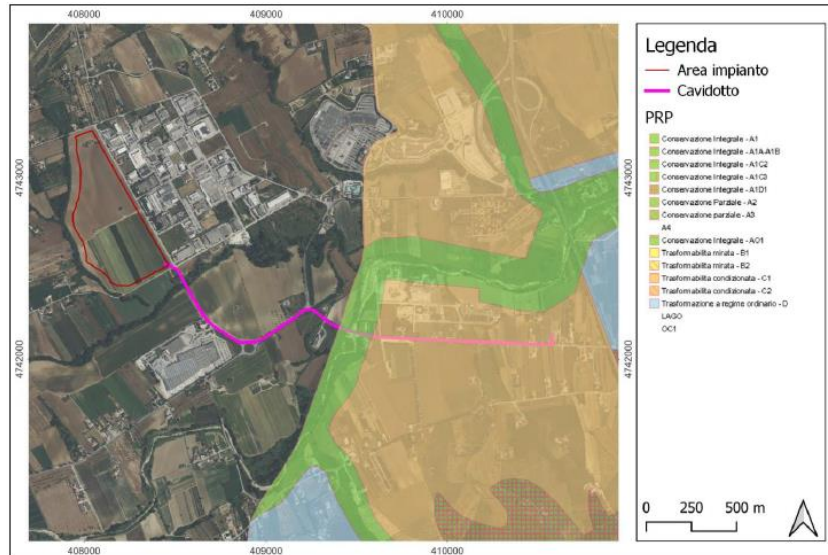 408000
409000
410000
4743000
4742000
4743000
4742000
408000
409000
410000
Legenda
Area impianto
Cavidotto
PRP
Conservazione Integrale - A1
Conservazione Integrale - A1A-A1B
Conservazione Integrale - A1C2
Conservazione Integrale - A1C3
Conservazione Integrale - A1D1
Conservazione Parziale - A2
Conservazione parziale - A3
A4
Conservazione Integrale - AO1
Trasformabilita mirata - B1
Trasformabilita mirata - B2
Trasformabilita condizionata - C1
Trasformabilita condizionata - C2
Trasformazione a regime ordinario - D
LAGO
OC1
0 250 500 m